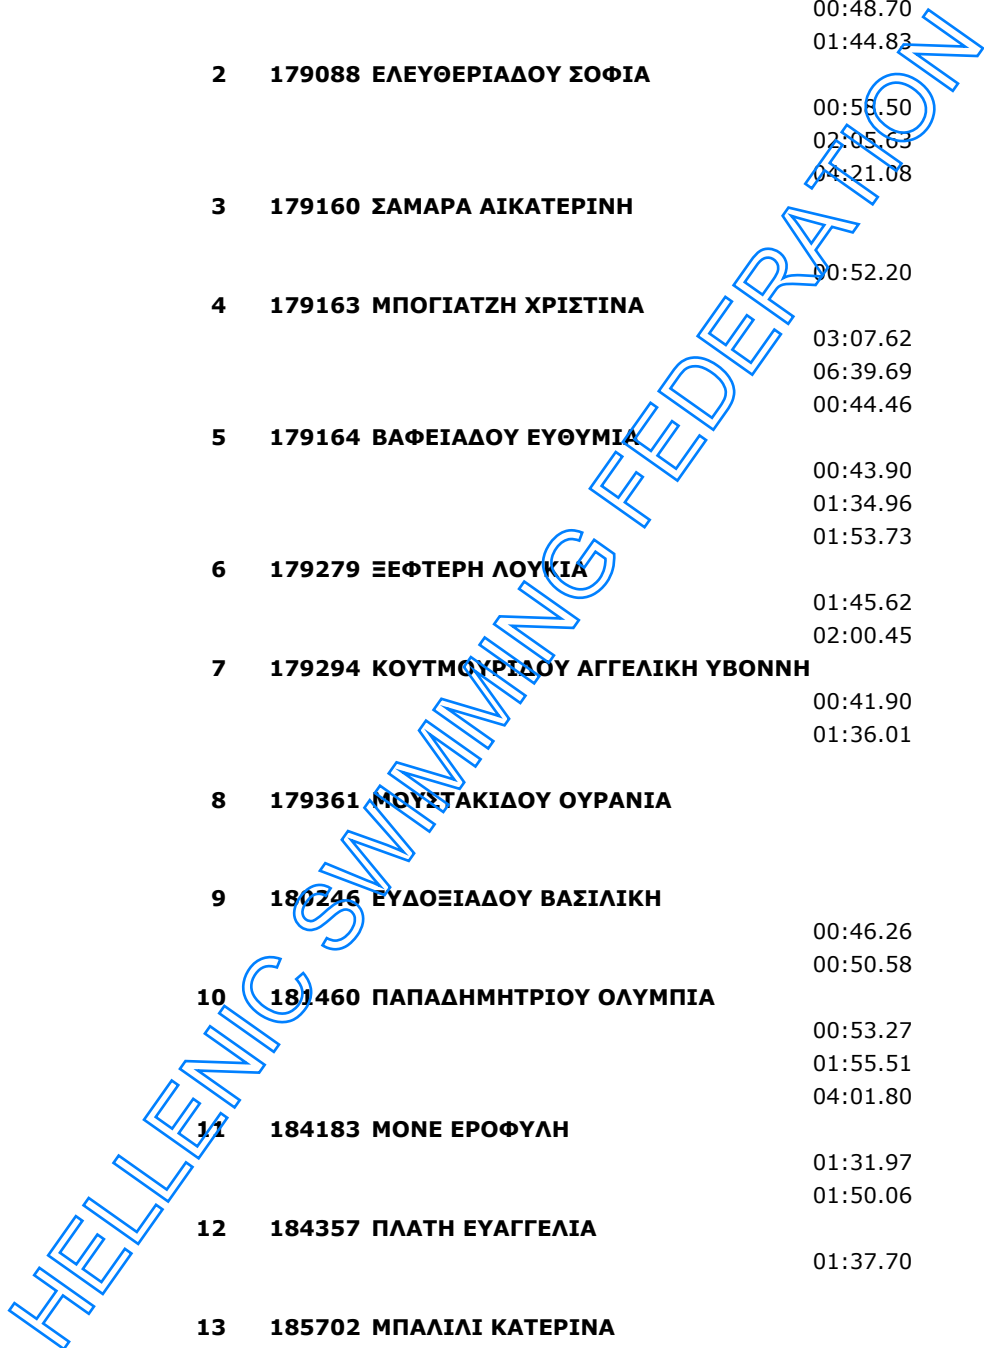 00:48.70
01:44.83
2 179088 ΕΛΕΥΘΕΡΙΑΔΟΥ ΣΟΦΙΑ
00:58.50
02:05.63
04:21.08
3 179160 ΣΑΜΑΡΑ ΑΙΚΑΤΕΡΙΝΗ
00:52.20
4 179163 ΜΠΟΓΙΑΤΖΗ ΧΡΙΣΤΙΝΑ
03:07.62
06:39.69
00:44.46
5 179164 ΒΑΦΕΙΑΔΟΥ ΕΥΘΥΜΙΑ
00:43.90
01:34.96
01:53.73
6 179279 ΞΕΦΤΕΡΗ ΛΟΥΚΙΑ
01:45.62
02:00.45
7 179294 ΚΟΥΤΜΟΥΡΙΔΟΥ ΑΓΓΕΛΙΚΗ ΥΒΟΝΝΗ
00:41.90
01:36.01
8 179361 ΜΟΥΣΤΑΚΙΔΟΥ ΟΥΡΑΝΙΑ
9 180246 ΕΥΔΟΞΙΑΔΟΥ ΒΑΣΙΛΙΚΗ
00:46.26
00:50.58
10 181460 ΠΑΠΑΔΗΜΗΤΡΙΟΥ ΟΛΥΜΠΙΑ
00:53.27
01:55.51
04:01.80
11 184183 ΜΟΝΕ ΕΡΟΦΥΛΗ
01:31.97
01:50.06
12 184357 ΠΛΑΤΗ ΕΥΑΓΓΕΛΙΑ
01:37.70
13 185702 ΜΠΑΛΙΛΙ ΚΑΤΕΡΙΝΑ
HELLENIC SWIMMING FEDERATION